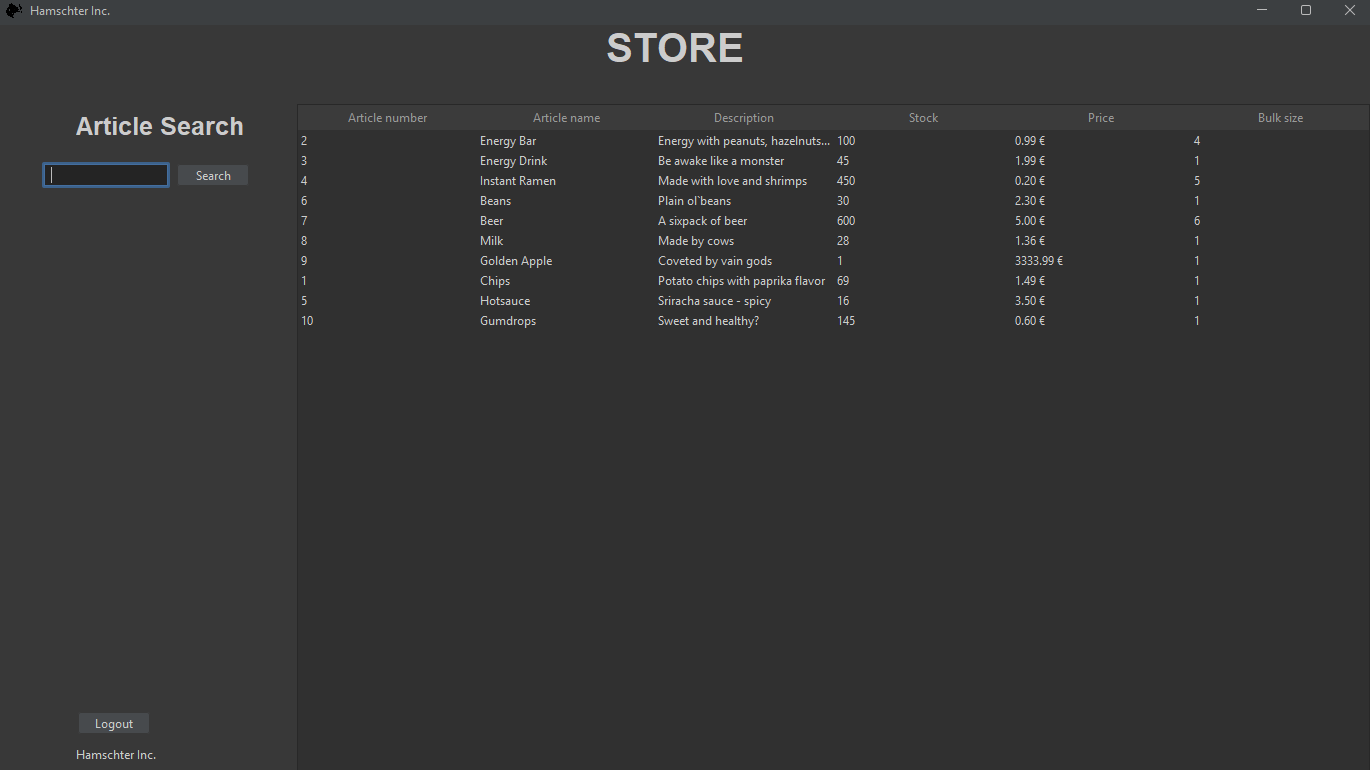 Hamschter Inc.
STORE
Article Search
Search
Article number Article name Description Stock Price Bulk size
2 Energy Bar Energy with peanuts, hazelnuts... 100 0.99 € 4
3 Energy Drink Be awake like a monster 45 1.99 € 1
4 Instant Ramen Made with love and shrimps 450 0.20 € 5
6 Beans Plain ol`beans 30 2.30 € 1
7 Beer A sixpack of beer 600 5.00 € 6
8 Milk Made by cows 28 1.36 € 1
9 Golden Apple Coveted by vain gods 1 3333.99 € 1
1 Chips Potato chips with paprika flavor 69 1.49 € 1
5 Hotsauce Sriracha sauce - spicy 16 3.50 € 1
10 Gumdrops Sweet and healthy? 145 0.60 € 1
Logout
Hamschter Inc.